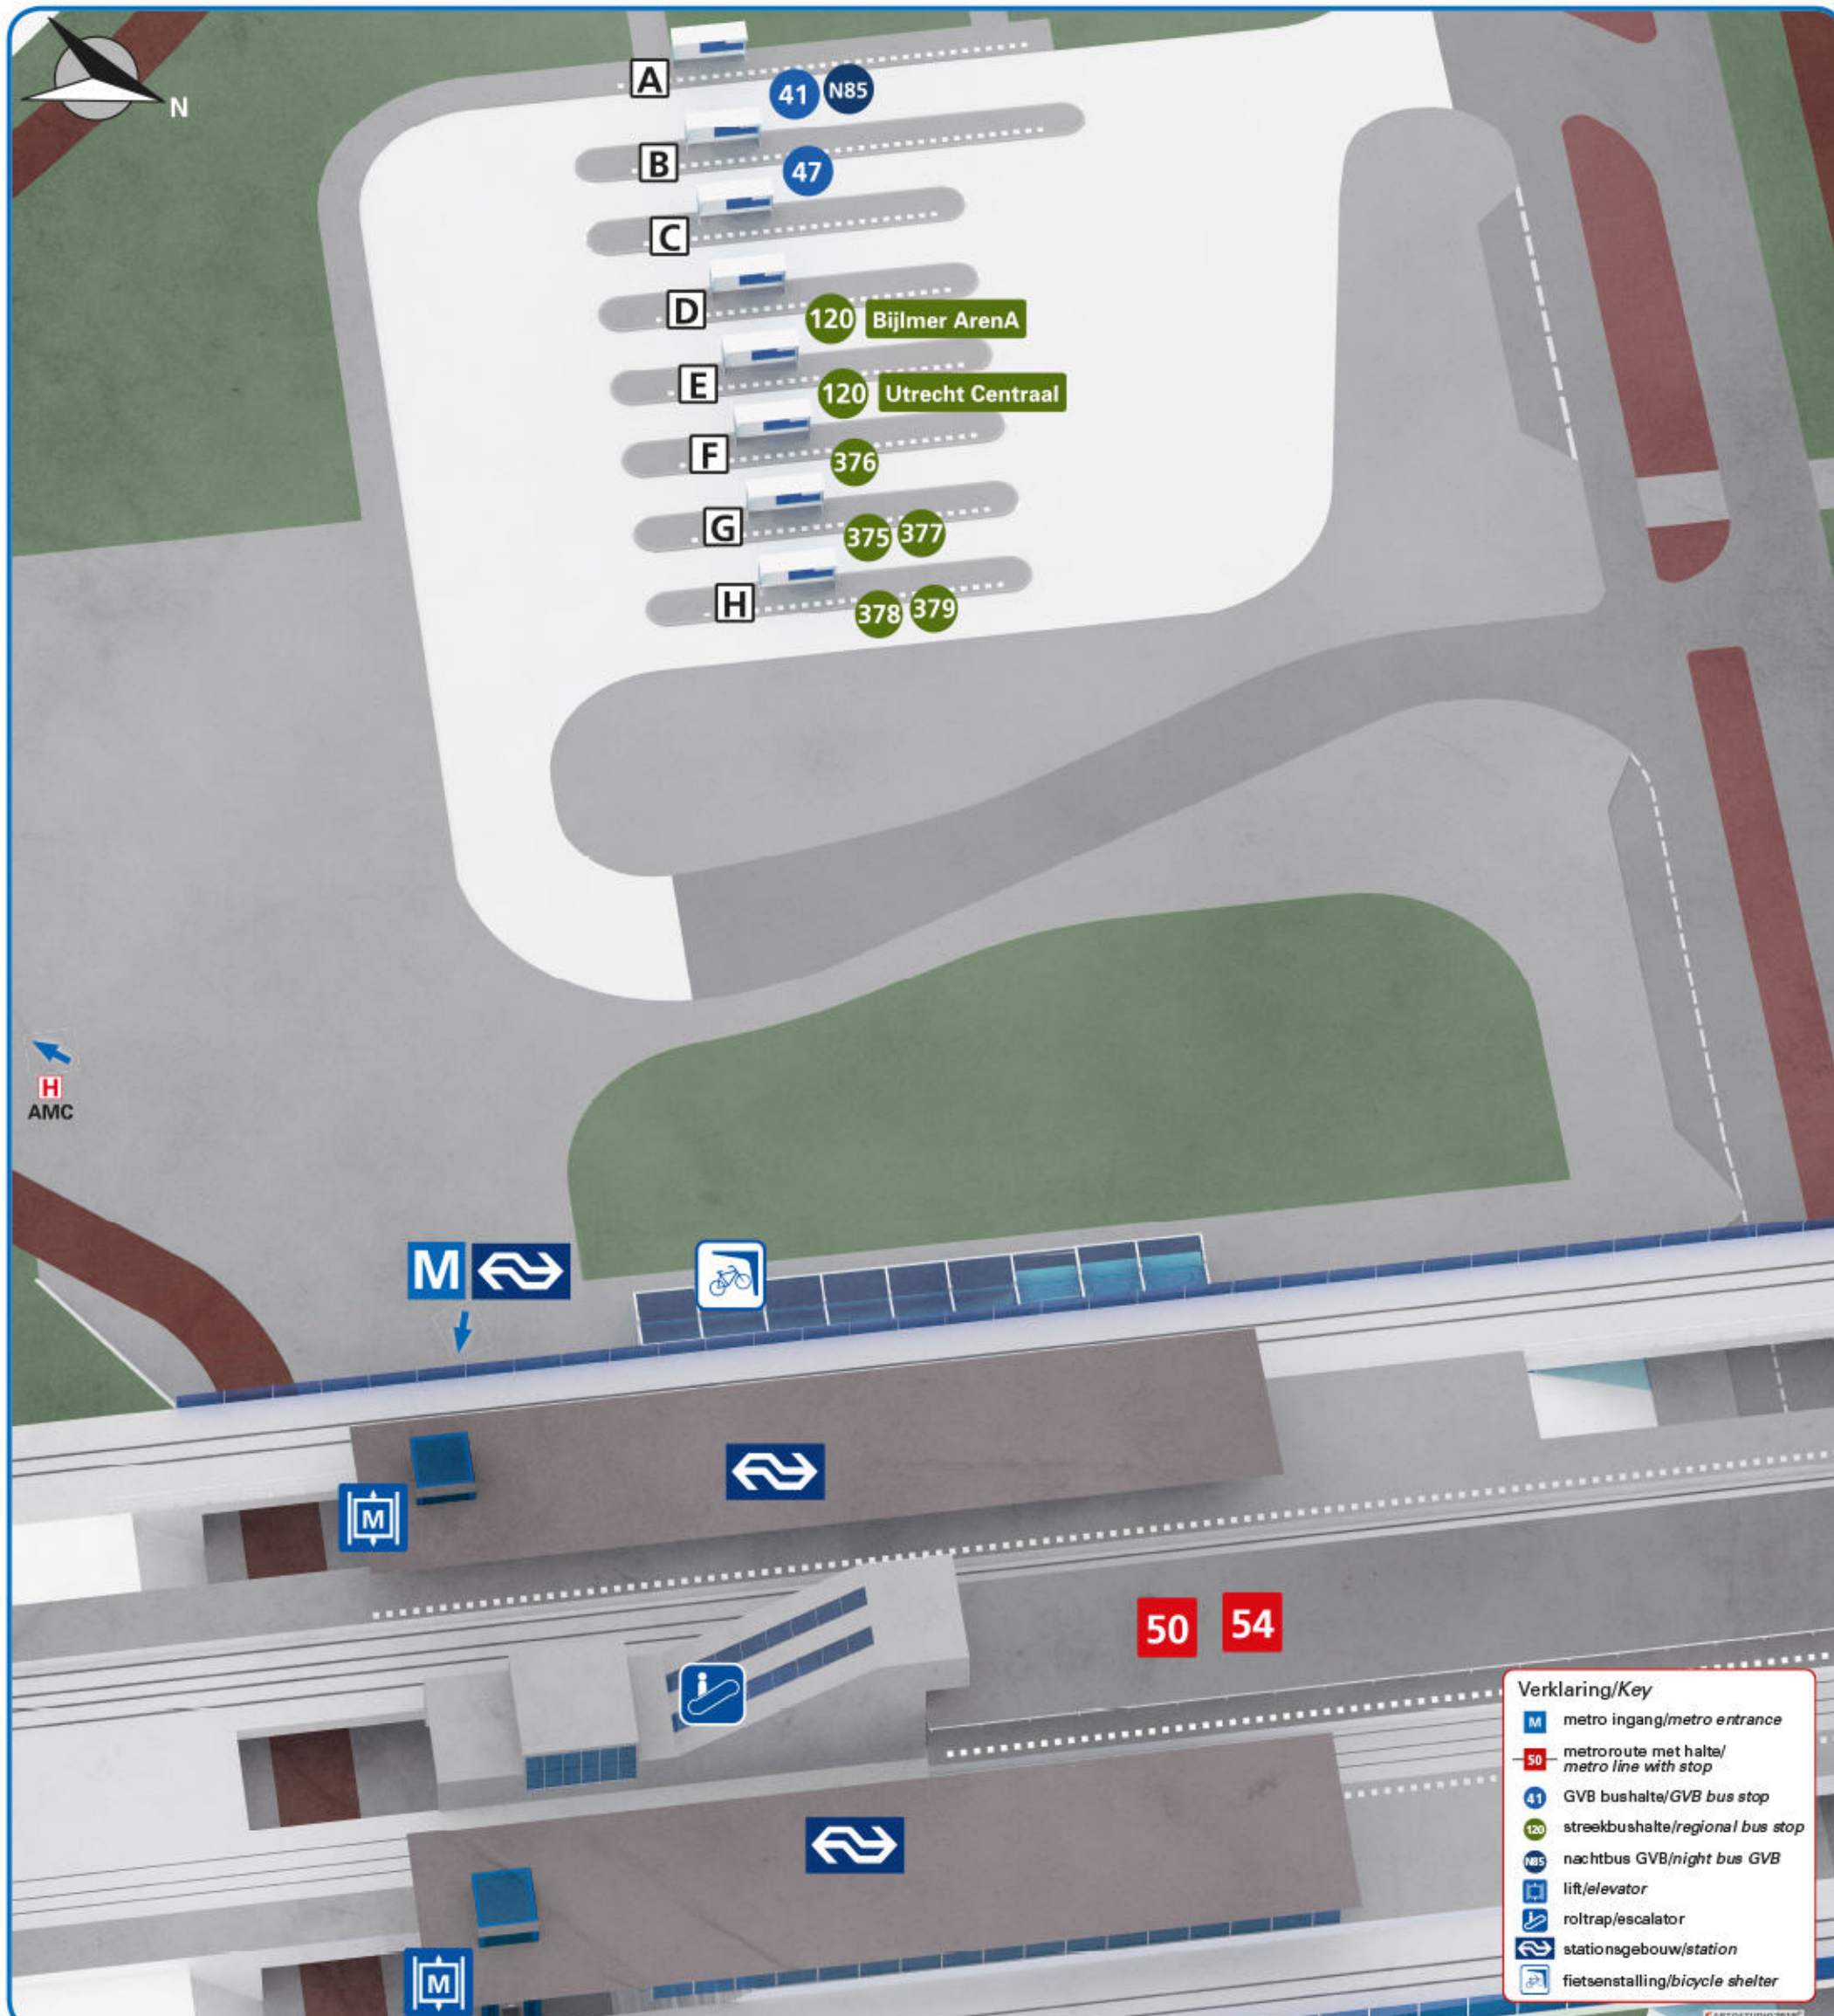 N
A
41 N85
B
47
C
D
120 Bijlmer ArenA
E
120 Utrecht Centraal
F
376
G
375 377
H
378 379
H
AMC
M
M
50 54
M
Verklaring/Key
M metro ingang/metro entrance
50 metroroute met halte/
metro line with stop
41 GVB bushalte/GVB bus stop
120 streekbushalte/regional bus stop
N85 nachtbus GVB/night bus GVB
lift/elevator
roltrap/escalator
stationsgebouw/station
fietsenstalling/bicycle shelter